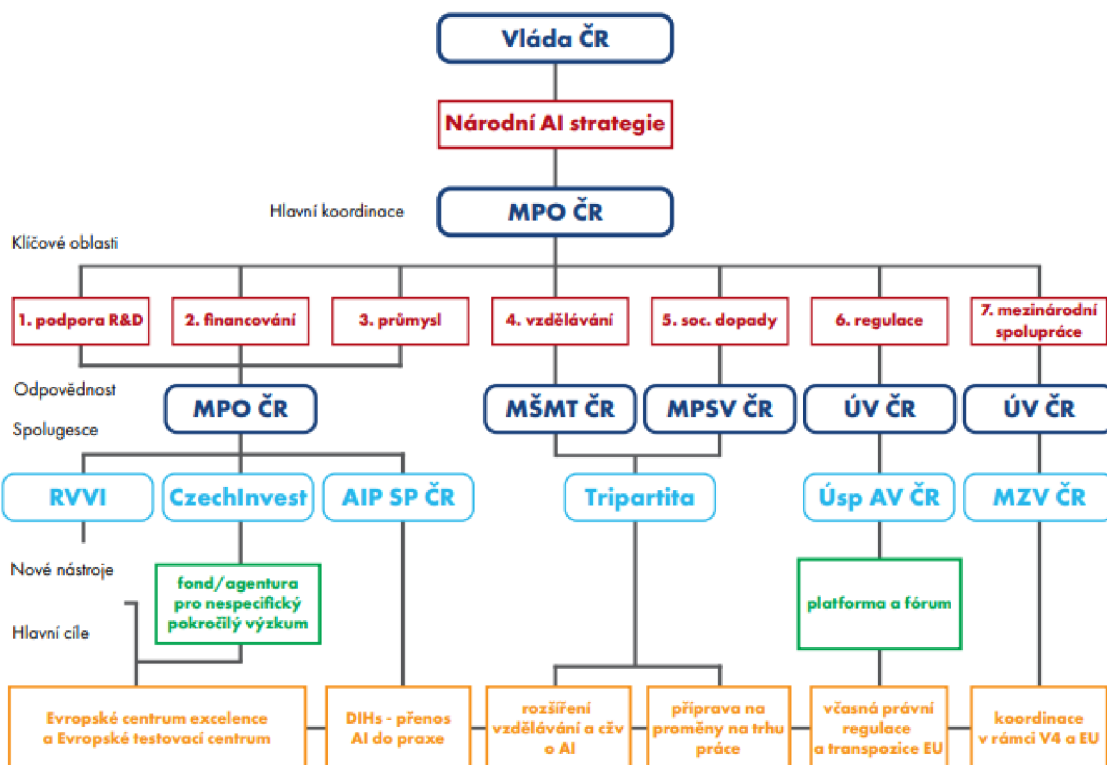 Vláda ČR
Národní AI strategie
Hlavní koordinace
MPO ČR
Klíčové oblasti
1. podpora R&D
2. financování
3. průmysl
4. vzdělávání
5. soc. dopady
6. regulace
7. mezinárodní
spolupráce
Odpovědnost
MPO ČR
MŠMT ČR
MPSV ČR
ÚV ČR
ÚV ČR
Spolugesce
RVVI
CzechInvest
AIP SP ČR
Tripartita
Úsp AV ČR
MZV ČR
Nové nástroje
fond/agentura
pro nespecifický
pokročilý výzkum
platforma a fórum
Hlavní cíle
Evropské centrum excelence
a Evropské testovací centrum
DIHs - přenos
AI do praxe
rozšíření
vzdělávání a cžv
o AI
příprava na
proměny na trhu
práce
včasná právní
regulace
a transpozice EU
koordinace
v rámci V4 a EU